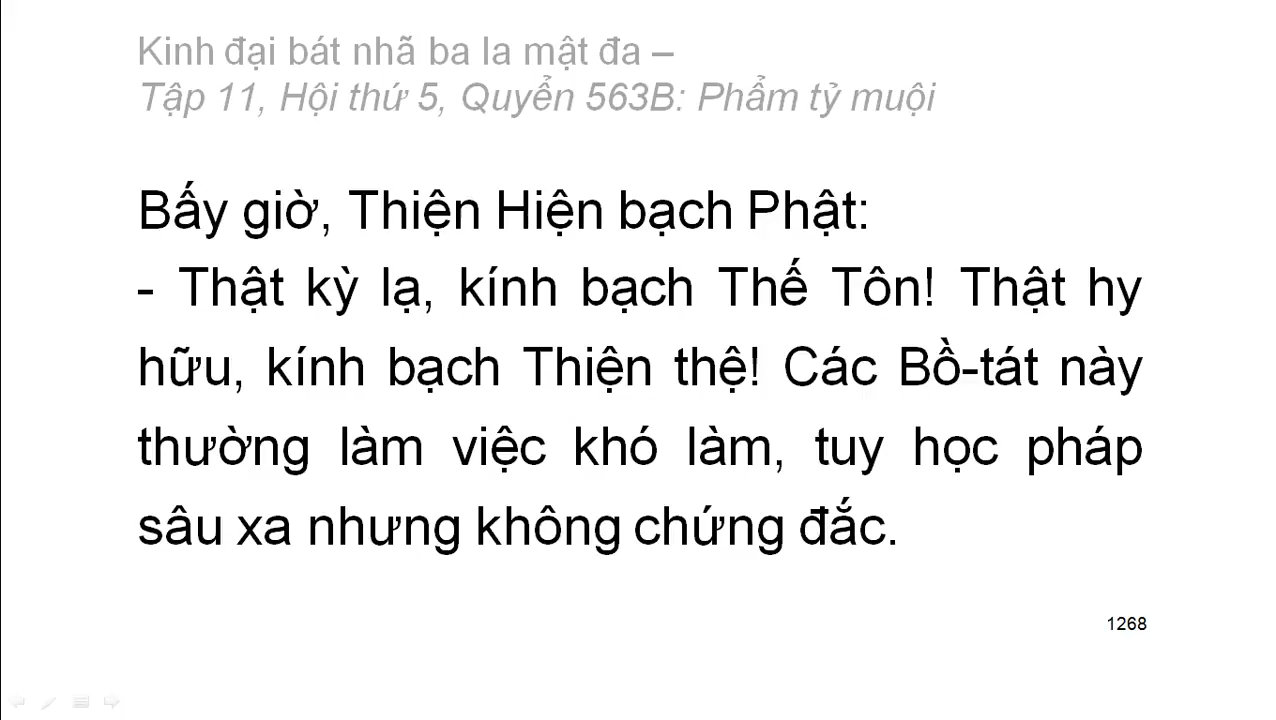 Kinh đại bát nhã ba la mật đa –
Tập 11, Hội thứ 5, Quyển 563B: Phẩm tỷ muội
Bấy giờ, Thiện Hiện bạch Phật:
- Thật kỳ lạ, kính bạch Thế Tôn! Thật hy
hữu, kính bạch Thiện thệ! Các Bồ-tát này
thường làm việc khó làm, tuy học pháp
sâu xa nhưng không chứng đắc.
1268